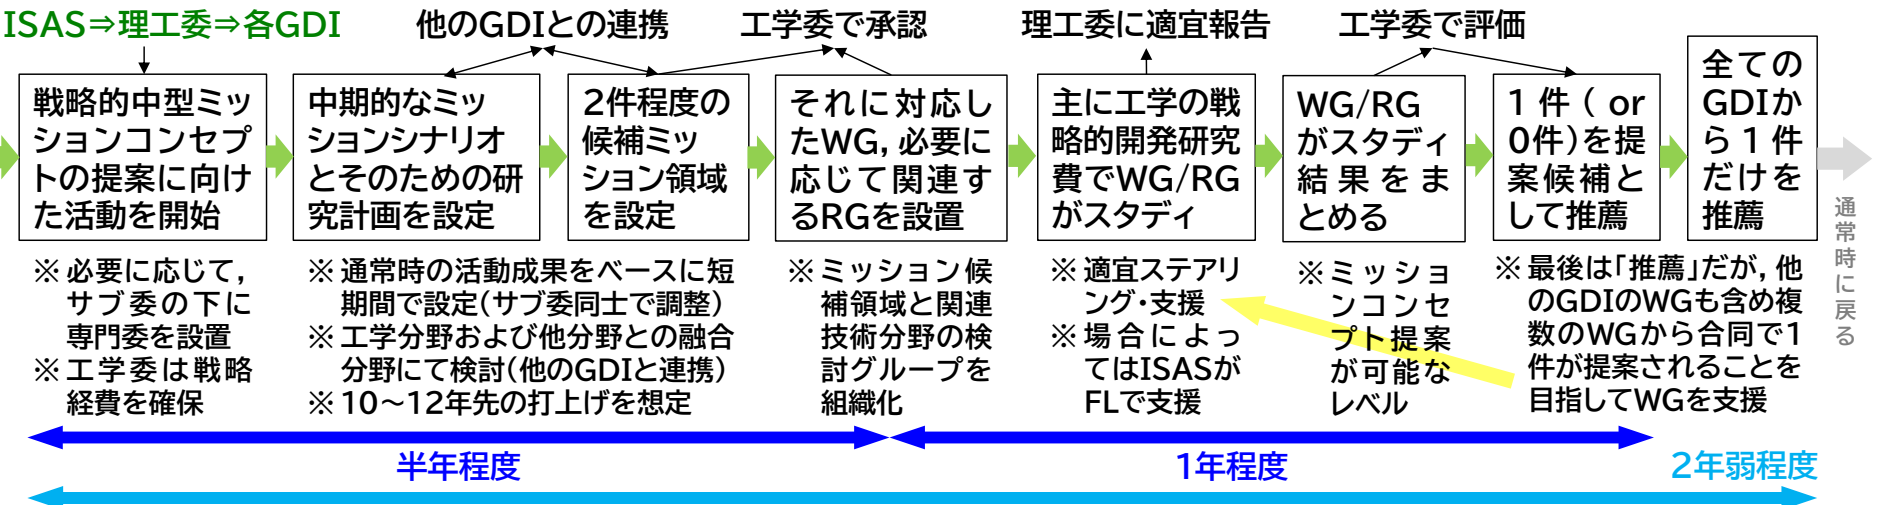 ISAS⇒理工委⇒各GDI
他のGDIとの連携
工学委で承認
理工委に適宜報告
工学委で評価
戦略的中型ミッ
ションコンセプ
トの提案に向け
た活動を開始
中期的なミッ
ションシナリオ
とそのための研
究計画を設定
2件程度の
候補ミッ
ション領域
を設定
それに対応し
たWG,必要に
応じて関連す
るRGを設置
主に工学の戦
略的開発研究
費でWG/RG
がスタディ
WG/RG
がスタディ
結果をま
とめる
1件(or
0件)を提
案候補と
して推薦
全ての
GDIか
ら1件
だけを
推薦
※必要に応じて,
サブ委の下に
専門委を設置
※工学委は戦略
経費を確保
※通常時の活動成果をベースに短
期間で設定(サブ委同士で調整)
※工学分野および他分野との融合
分野にて検討(他のGDIと連携)
※10~12年先の打上げを想定
※ミッション候
補領域と関連
技術分野の検
討グループを
組織化
※適宜ステアリ
ング・支援
※場合によっ
てはISASが
FLで支援
※ミッショ
ンコンセ
プト提案
が可能な
レベル
※最後は「推薦」だが,他
のGDIのWGも含め複
数のWGから合同で1
件が提案されることを
目指してWGを支援
通常時に戻る
半年程度
1年程度
2年弱程度